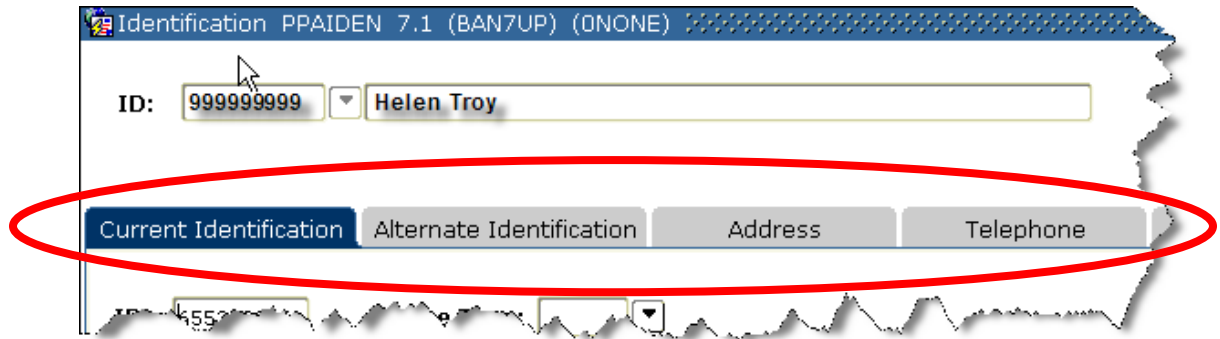 Identification PPAIDEN 7.1 (BAN7UP) (0NONE)
ID: 999999999 Helen Troy
Current Identification Alternate Identification Address Telephone